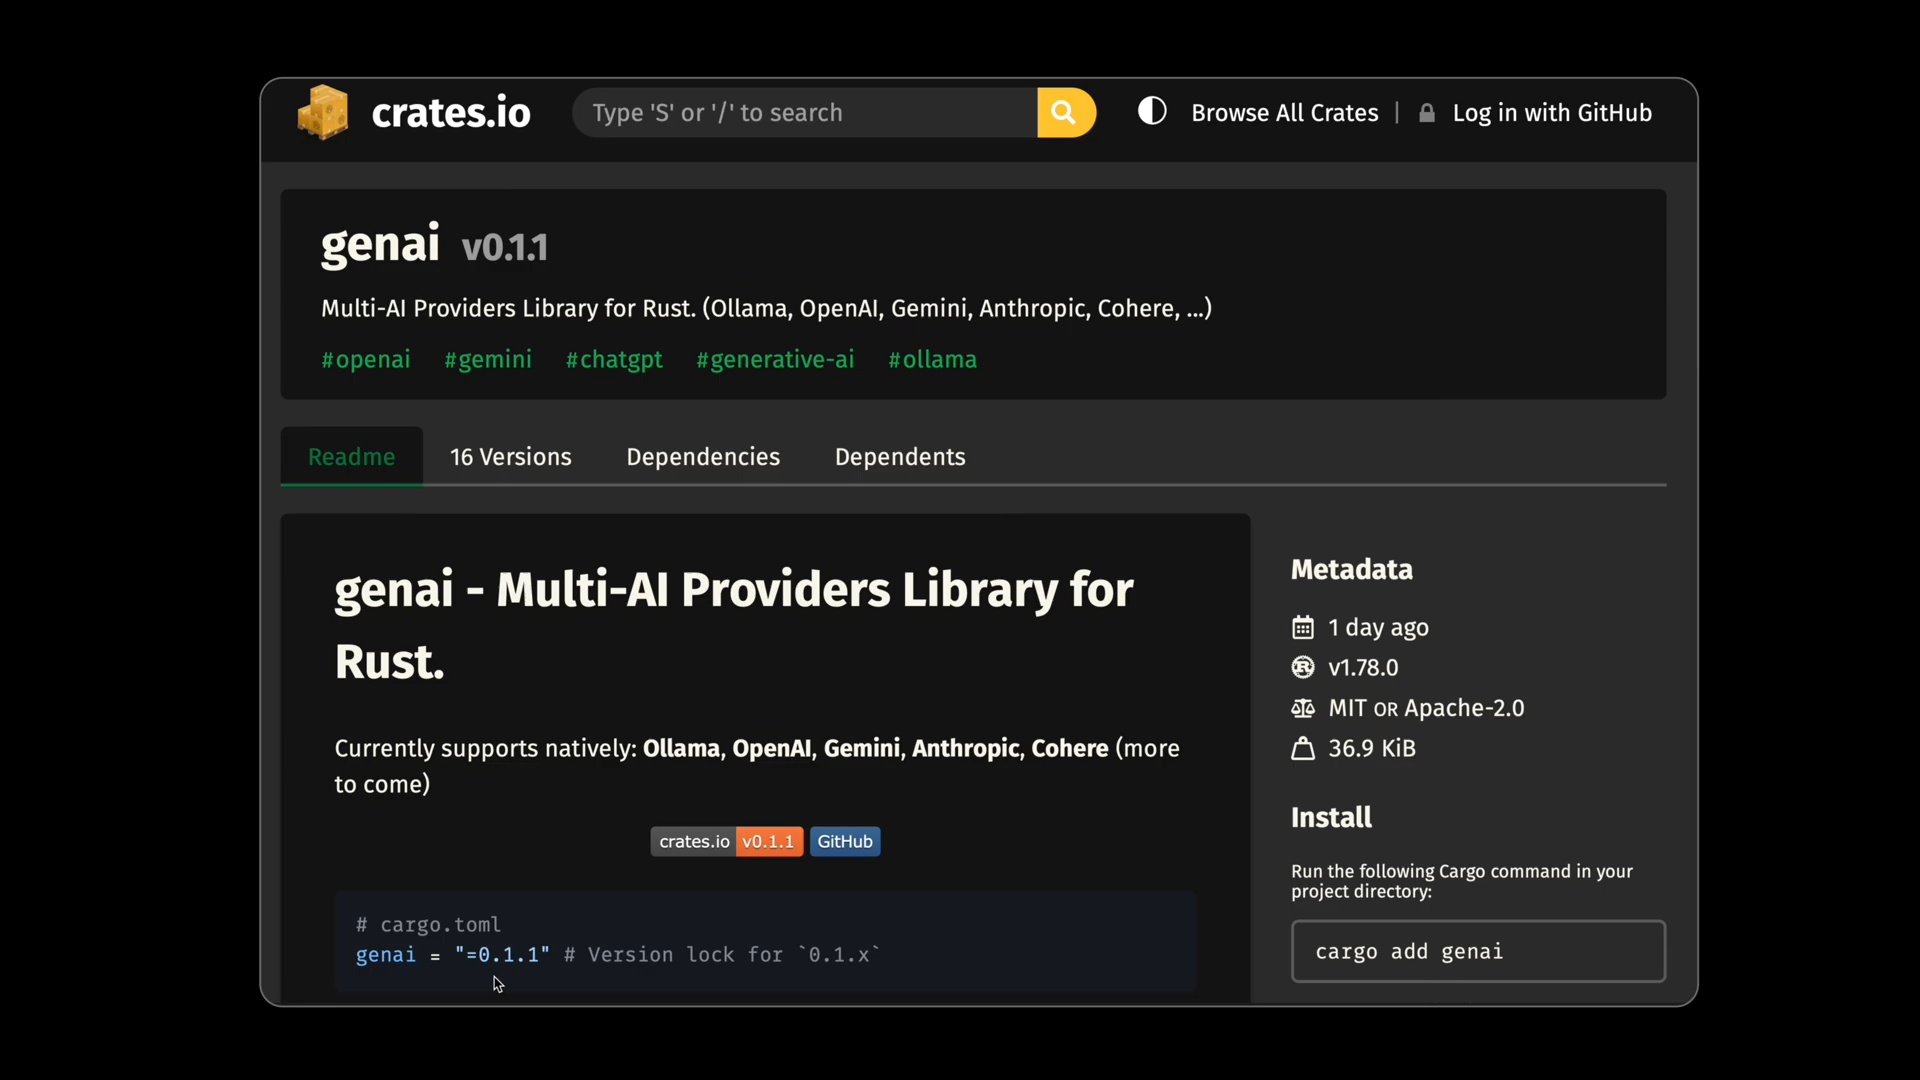 crates.io
Type 'S' or '/' to search
Browse All Crates | Log in with GitHub
genai v0.1.1
Multi-AI Providers Library for Rust. (Ollama, OpenAI, Gemini, Anthropic, Cohere, ...)
#openai #gemini #chatgpt #generative-ai #ollama
Readme 16 Versions Dependencies Dependents
genai - Multi-AI Providers Library for
Rust.
Currently supports natively: Ollama, OpenAI, Gemini, Anthropic, Cohere (more
to come)
crates.io v0.1.1 GitHub
# cargo.toml
genai = "=0.1.1" # Version lock for `0.1.x`
Metadata
1 day ago
v1.78.0
MIT OR Apache-2.0
36.9 KiB
Install
Run the following Cargo command in your
project directory:
cargo add genai